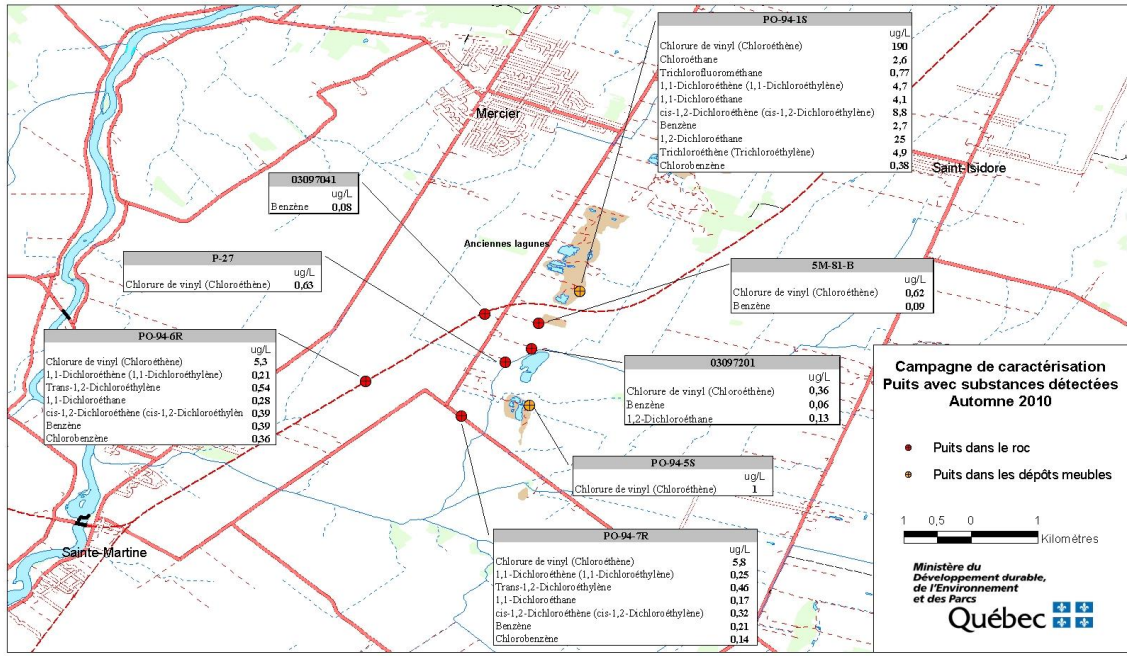 PO-94-1S
ug/L
Chlorure de vinyl (Chloroéthène) 190
Chloroéthane 2,6
Trichlorofluorométhane 0,77
1,1-Dichloroéthène (1,1-Dichloroéthylène) 4,7
1,1-Dichloroéthane 4,1
cis-1,2-Dichloroéthène (cis-1,2-Dichloroéthylène) 8,8
Benzène 2,7
1,2-Dichloroéthane 25
Trichloroéthène (Trichloroéthylène) 4,9
Chlorobenzène 0,38
Mercier
Saint-Isidore
03097041
ug/L
Benzène 0,08
Anciennes lagunes
P-27
ug/L
Chlorure de vinyl (Chloroéthène) 0,63
5M-81-B
ug/L
Chlorure de vinyl (Chloroéthène) 0,62
Benzène 0,09
PO-94-6R
ug/L
Chlorure de vinyl (Chloroéthène) 5,3
1,1-Dichloroéthène (1,1-Dichloroéthylène) 0,21
Trans-1,2-Dichloroéthylène 0,54
1,1-Dichloroéthane 0,28
cis-1,2-Dichloroéthène (cis-1,2-Dichloroéthylèn 0,39
Benzène 0,39
Chlorobenzène 0,36
03097201
ug/L
Chlorure de vinyl (Chloroéthène) 0,36
Benzène 0,06
1,2-Dichloroéthane 0,13
PO-94-5S
ug/L
Chlorure de vinyl (Chloroéthène) 1
PO-94-7R
ug/L
Chlorure de vinyl (Chloroéthène) 5,8
1,1-Dichloroéthène (1,1-Dichloroéthylène) 0,25
Trans-1,2-Dichloroéthylène 0,46
1,1-Dichloroéthane 0,17
cis-1,2-Dichloroéthène (cis-1,2-Dichloroéthylène) 0,32
Benzène 0,21
Chlorobenzène 0,14
Sainte-Martine
Campagne de caractérisation
Puits avec substances détectées
Automne 2010
Puits dans le roc
Puits dans les dépôts meubles
1 0,5 0 1
Kilomètres
Ministère du
Développement durable,
de l'Environnement
et des Parcs
Québec